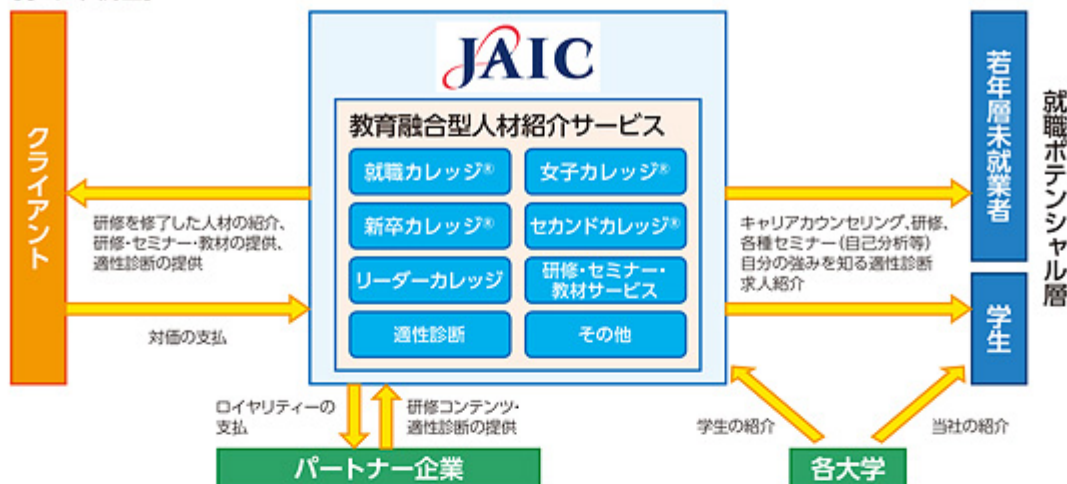 クライアント
JAIC
教育融合型人材紹介サービス
就職カレッジ®
女子カレッジ®
新卒カレッジ®
セカンドカレッジ®
リーダーカレッジ
研修・セミナー・
教材サービス
適性診断
その他
研修を修了した人材の紹介、
研修・セミナー・教材の提供、
適性診断の提供
対価の支払
キャリアカウンセリング、研修、
各種セミナー(自己分析等)
自分の強みを知る適性診断
求人紹介
若年層未就業者
学生
就職ポテンシャル層
ロイヤリティーの
支払
研修コンテンツ・
適性診断の提供
学生の紹介
当社の紹介
パートナー企業
各大学